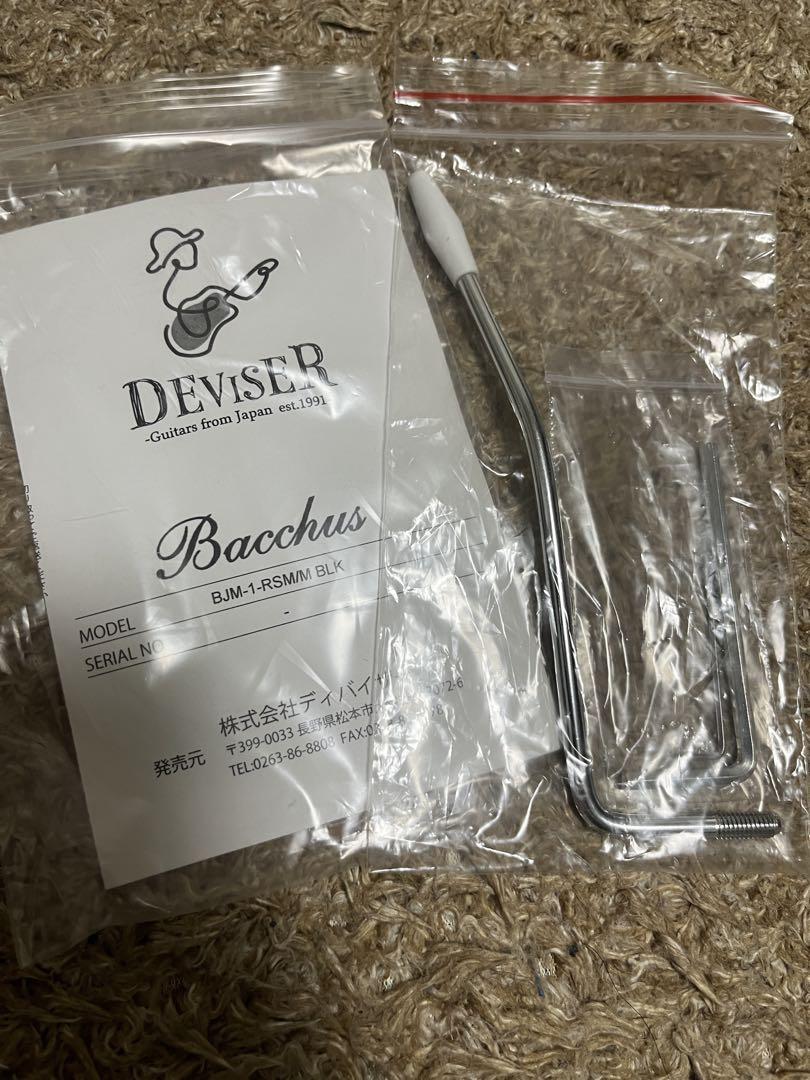 DEVISER
-Guitars from Japan est.1991
Bacchus
MODEL BJM-1-RSM/M BLK
SERIAL NO -
発売元
株式会社ディバイ
〒399-0033 長野県松本市
TEL:0263-86-8808 FAX:0